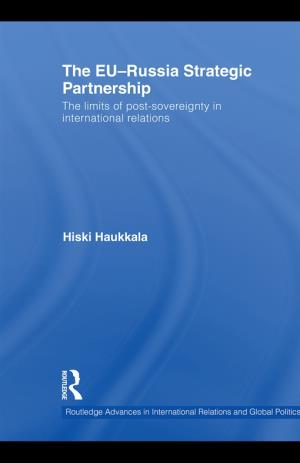 The EU–Russia Strategic
Partnership
The limits of post-sovereignty in
international relations
Hiski Haukkala
ROUTLEDGE
Routledge Advances in International Relations and Global Politics